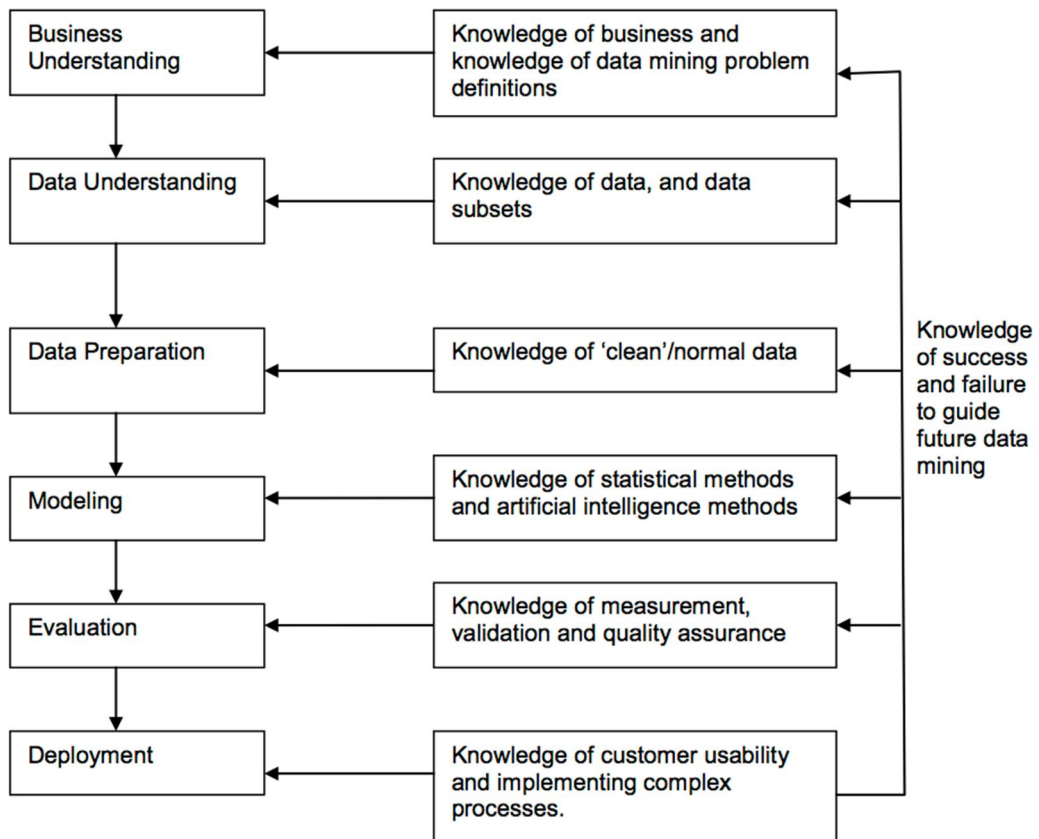 Business
Understanding
Knowledge of business and
knowledge of data mining problem
definitions
Data Understanding
Knowledge of data, and data
subsets
Data Preparation
Knowledge of ‘clean’/normal data
Knowledge
of success
and failure
to guide
future data
mining
Modeling
Knowledge of statistical methods
and artificial intelligence methods
Evaluation
Knowledge of measurement,
validation and quality assurance
Deployment
Knowledge of customer usability
and implementing complex
processes.